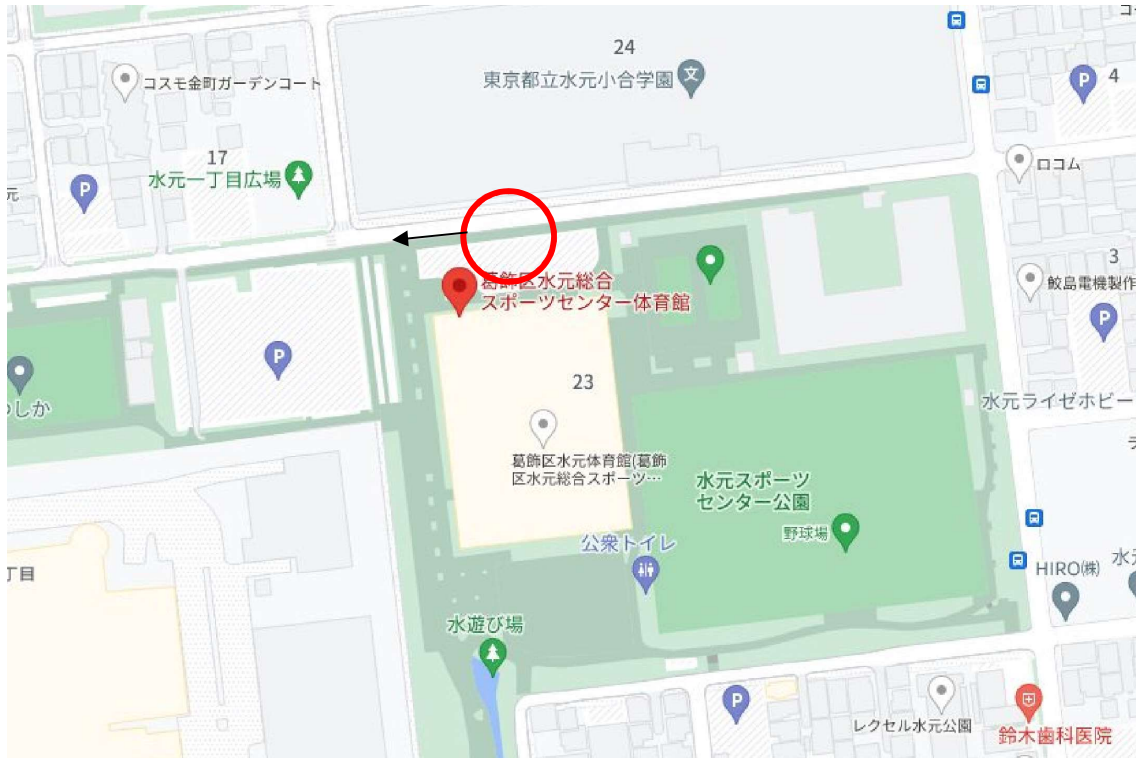 24
東京都立水元小合学園
文
コスモ金町ガーデンコート
P
4
17
水元一丁目広場
P
元
ロコム
3
鮫島電機製作
P
葛飾区水元総合
スポーツセンター体育館
P
23
水元ライゼホビー
葛飾区水元体育館(葛飾
区水元総合スポーツ…
水元スポーツ
センター公園
野球場
公衆トイレ
丁目
HIRO㈱
水元
水遊び場
P
レクセル水元公園
鈴木歯科医院